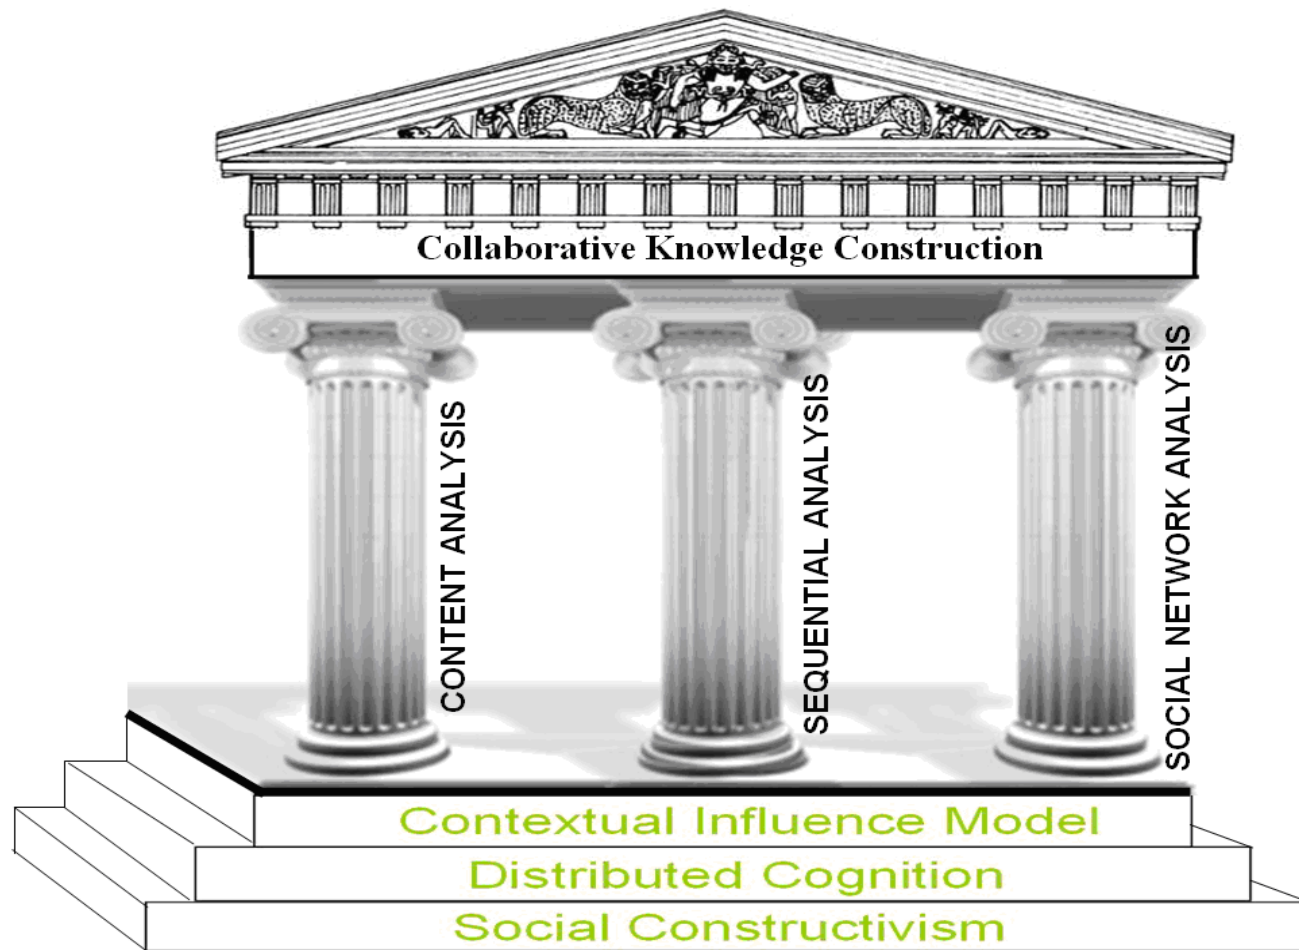 Collaborative Knowledge Construction
CONTENT ANALYSIS
SEQUENTIAL ANALYSIS
SOCIAL NETWORK ANALYSIS
Contextual Influence Model
Distributed Cognition
Social Constructivism